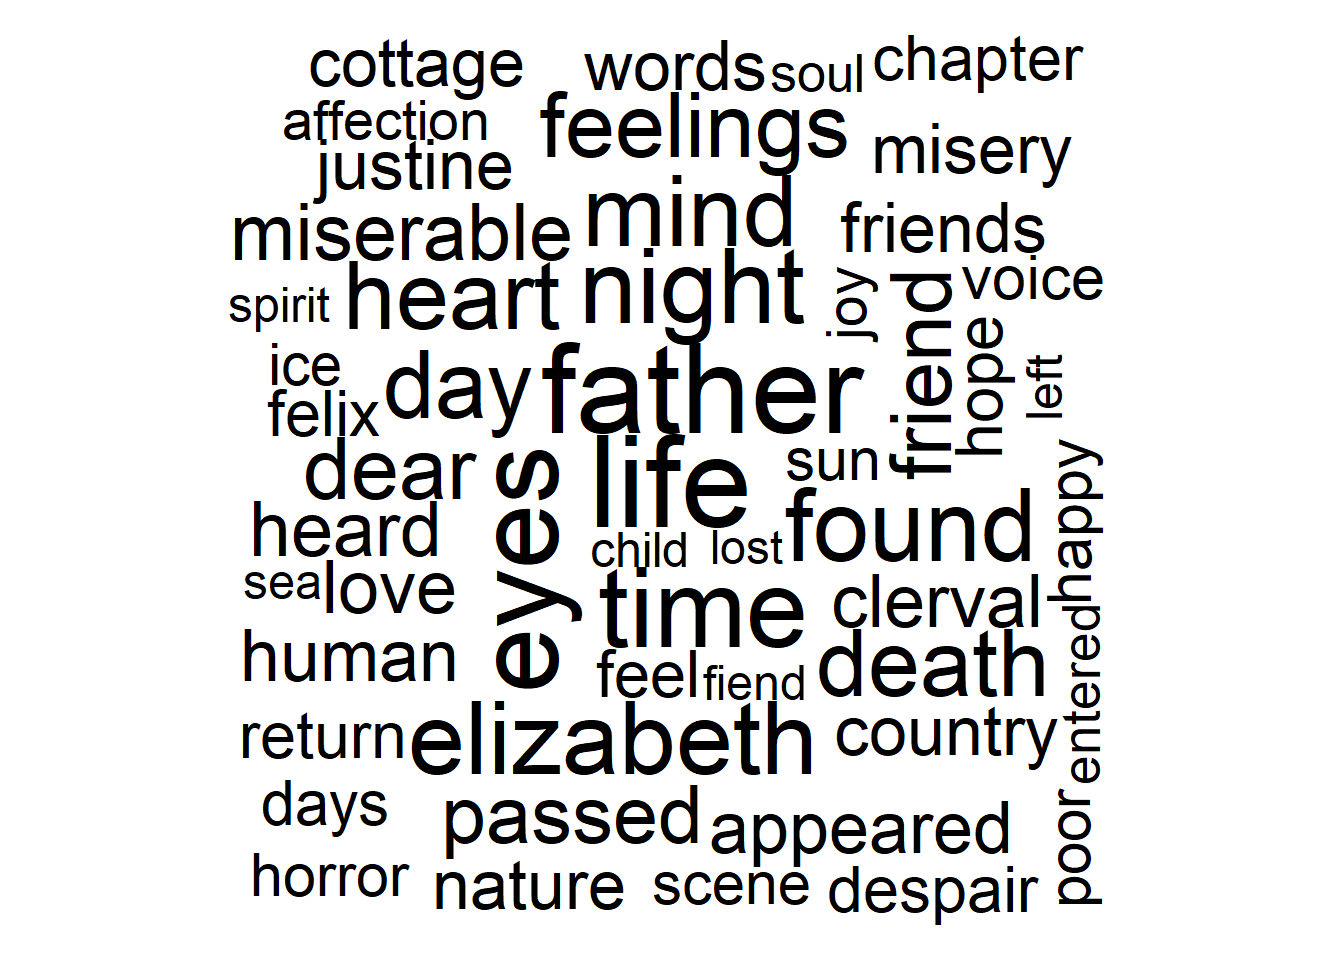 cottage words soul chapter
affection feelings
justine misery
miserable mind friends
spirit heart night joy friend voice
ice day father hope left
felix
dear eyes life sun happy
heard child lost found
sea love time clerval
human feel fiend death entered
return elizabeth country
days passed appeared poor
horror nature scene despair